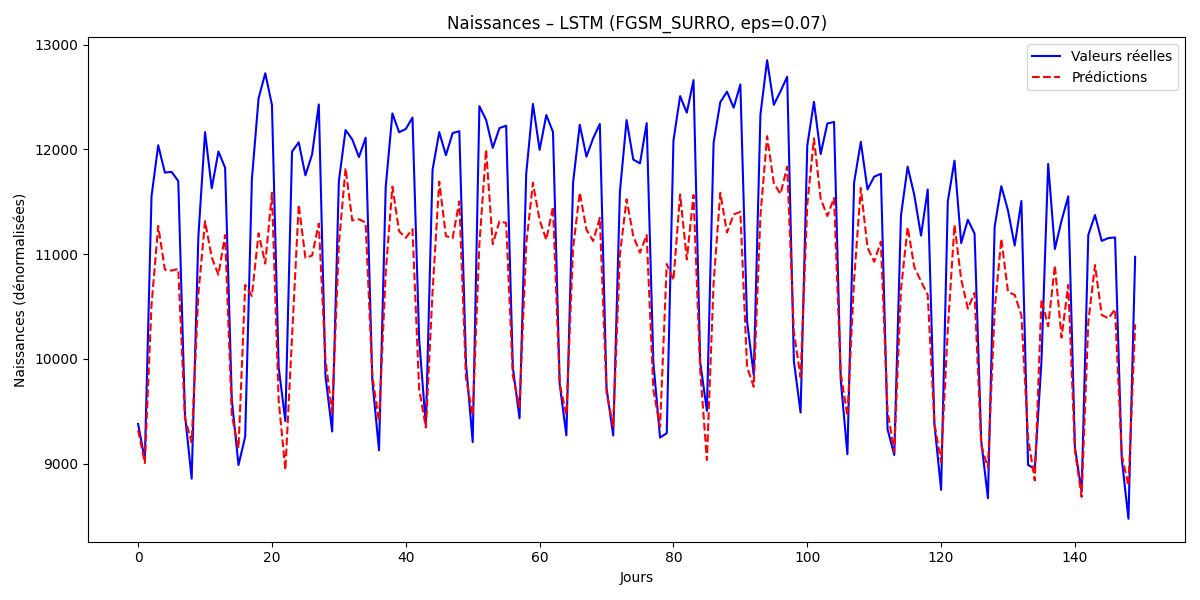 Naissances – LSTM (FGSM_SURRO, eps=0.07)
Valeurs réelles
Prédictions
Naissances (dénormalisées)
13000
12000
11000
10000
9000
0 20 40 60 80 100 120 140
Jours